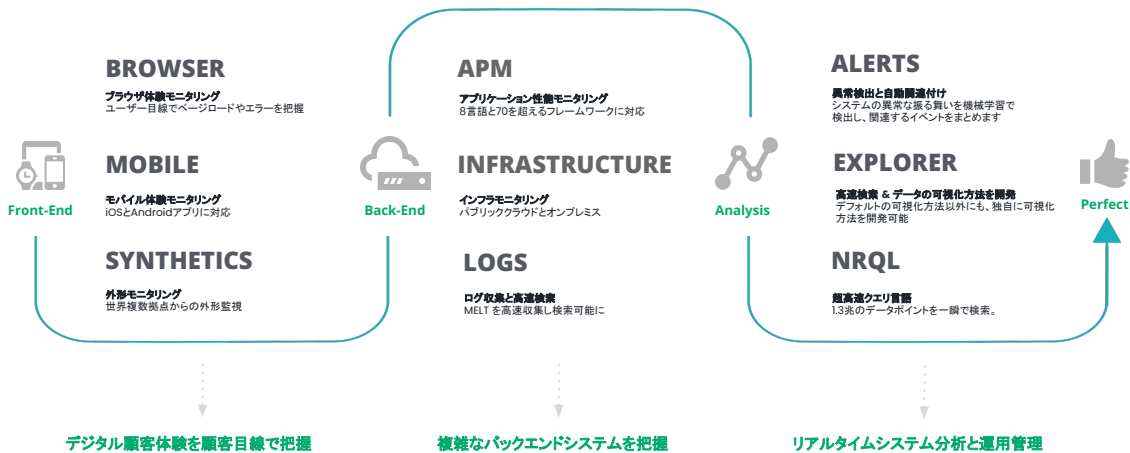 BROWSER
ブラウザ体験モニタリング
ユーザー目線でページロードやエラーを把握
MOBILE
モバイル体験モニタリング
iOSとAndroidアプリに対応
Front-End
SYNTHETICS
外形モニタリング
世界複数拠点からの外形監視
デジタル顧客体験を顧客目線で把握
APM
アプリケーション性能モニタリング
8言語と70を超えるフレームワークに対応
INFRASTRUCTURE
インフラモニタリング
パブリッククラウドとオンプレミス
Back-End
LOGS
ログ収集と高速検索
MELT を高速収集し検索可能に
複雑なバックエンドシステムを把握
ALERTS
異常検出と自動関連付け
システムの異常な振る舞いを機械学習で
検出し、関連するイベントをまとめます
EXPLORER
高速検索 & データの可視化方法を開発
デフォルトの可視化方法以外にも、独自に可視化
方法を開発可能
Analysis
Perfect
NRQL
超高速クエリ言語
1.3兆のデータポイントを一瞬で検索。
リアルタイムシステム分析と運用管理